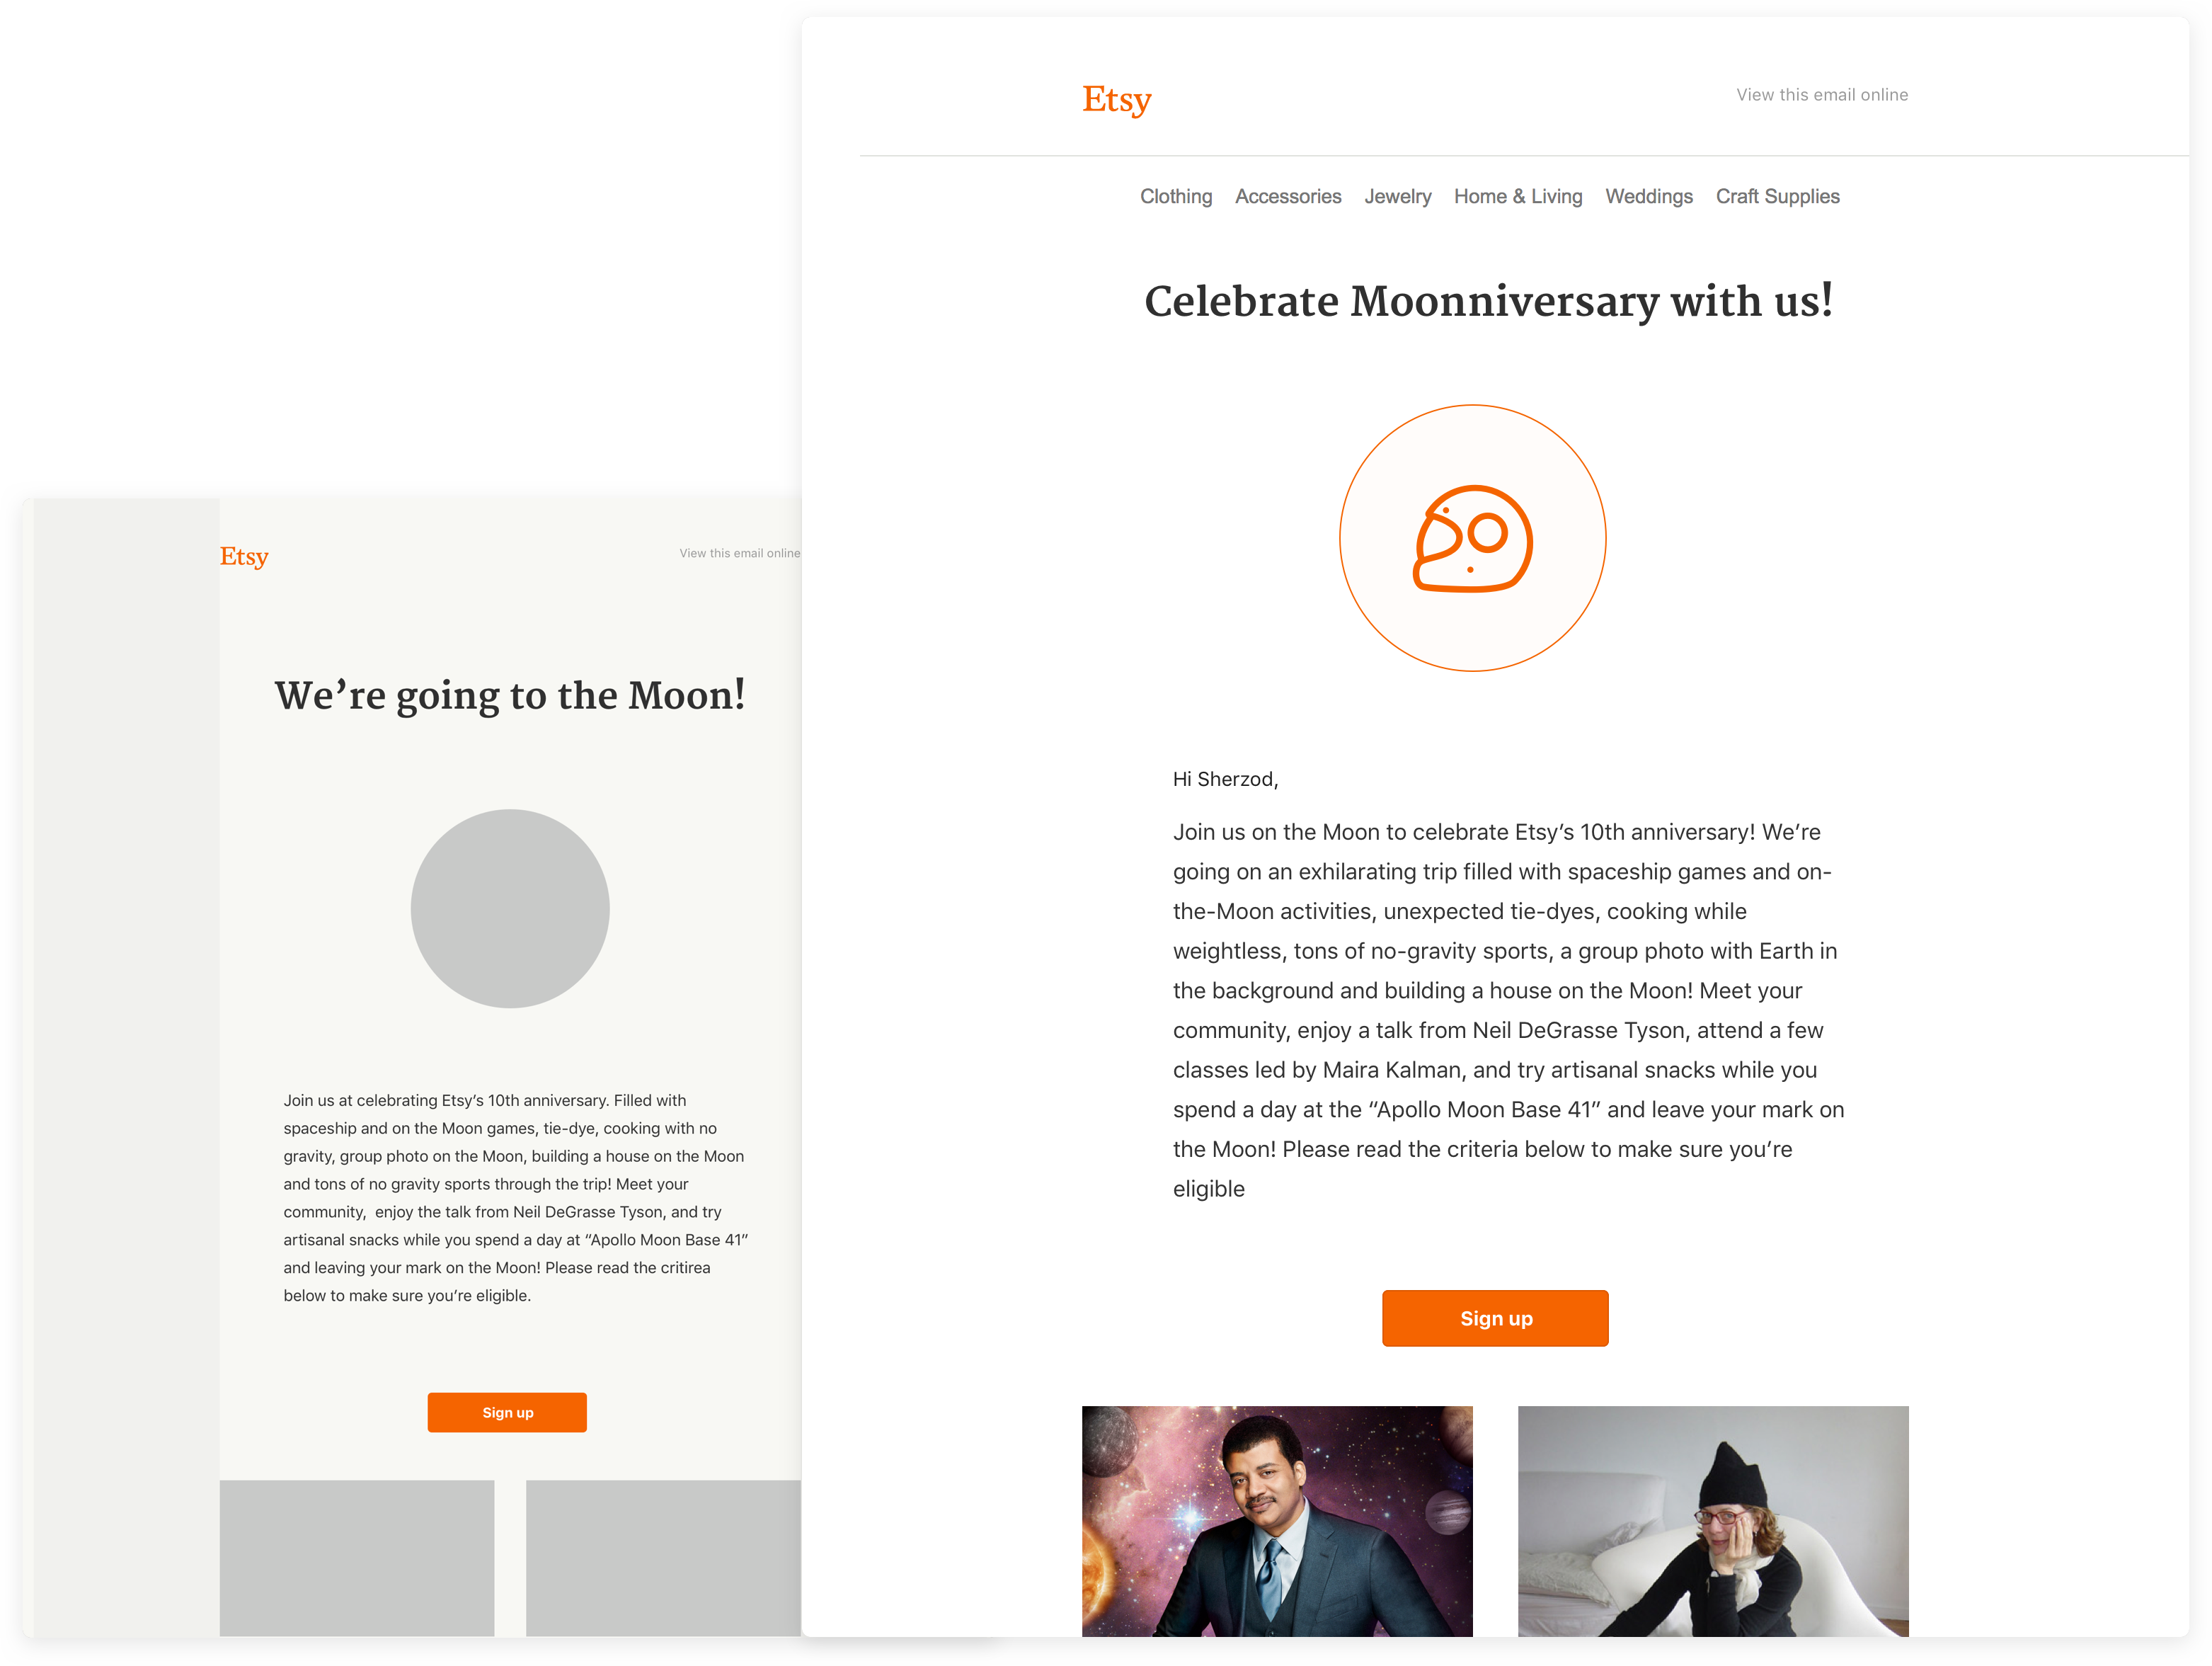 Etsy
View this email online
Clothing Accessories Jewelry Home & Living Weddings Craft Supplies
Celebrate Moonniversary with us!
Hi Sherzod,
Join us on the Moon to celebrate Etsy’s 10th anniversary! We’re
going on an exhilarating trip filled with spaceship games and on-
the-Moon activities, unexpected tie-dyes, cooking while
weightless, tons of no-gravity sports, a group photo with Earth in
the background and building a house on the Moon! Meet your
community, enjoy a talk from Neil DeGrasse Tyson, attend a few
classes led by Maira Kalman, and try artisanal snacks while you
spend a day at the “Apollo Moon Base 41” and leave your mark on
the Moon! Please read the criteria below to make sure you’re
eligible
Sign up
Etsy
View this email online
We’re going to the Moon!
Join us at celebrating Etsy’s 10th anniversary. Filled with
spaceship and on the Moon games, tie-dye, cooking with no
gravity, group photo on the Moon, building a house on the Moon
and tons of no gravity sports through the trip! Meet your
community,  enjoy the talk from Neil DeGrasse Tyson, and try
artisanal snacks while you spend a day at “Apollo Moon Base 41”
and leaving your mark on the Moon! Please read the critirea
below to make sure you’re eligible.
Sign up